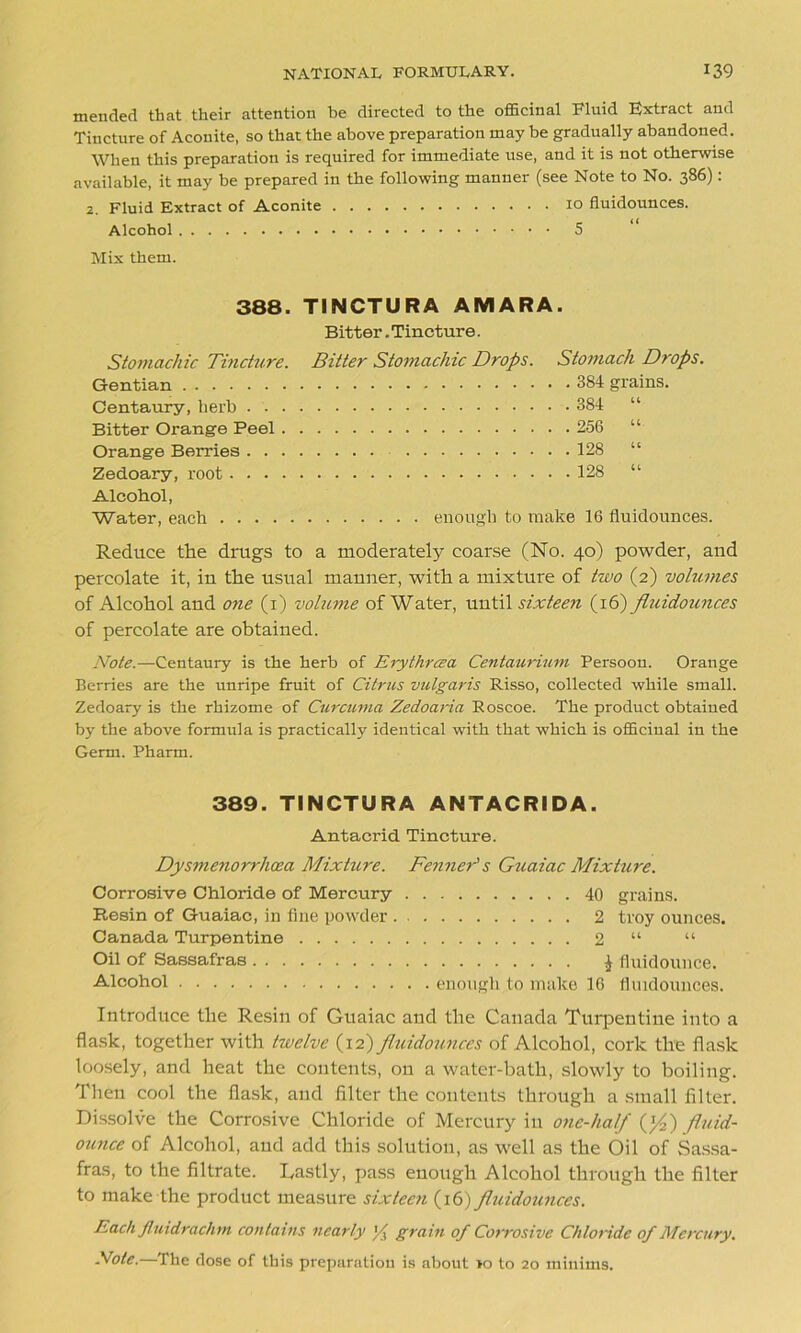 NATIONAL FORMULARY. 139
mended that their attention be directed to the officinal Fluid Extract and
Tincture of Aconite, so that the above preparation may be gradually abandoned.
When this preparation is required for immediate use, and it is not otherwise
available, it may be prepared in the following manner (see Note to No. 386) :
2. Fluid Extract of Aconite . . . . . . . . . . . . . 10 fluidounces.
Alcohol . . . . . . . . . . . . . . . . . . . . . . 5 “
Mix them.
388. TINCTURA AMARA.
Bitter.Tincture.
Stomachic Tincture. Bitter Stomachic Drops. Stomach Drops.
Gentian . . . . . . . . . . . . . . . . . . . . . . 384 grains.
Centaury, herb . . . . . . . . . . . . . . . . . . . 384 “
Bitter Orange Peel . . . . . . . . . . . . . . . . . 256 “
Orange Berries . . . . . . . . . . . . . . . . . . . 128 “
Zedoary, root . . . . . . . . . . . . . . . . . . . . 128 “
Alcohol,
Water, each . . . . . . . . . . . . enough to make 16 fluidounces.
Reduce the drugs to a moderately coarse (No. 40) powder, and
percolate it, in the usual manner, with a mixture of two (2) volumes
of Alcohol and one (1) volume of Water, until sixteen (16) fluidounces
of percolate are obtained.
Note.—Centaury is the herb of Erythræa Centaurium Persoon. Orange
Berries are the unripe fruit of Citrus vulgaris Risso, collected while small.
Zedoary is the rhizome of Curcuma Zedoaria Roscoe. The product obtained
by the above formula is practically identical with that which is officinal in the
Germ. Pharm.
389. TINCTURA ANTACRIDA.
Antacrid Tincture.
Dysmenorrhœa Mixture. Fenner's Guaiac Mixture.
Corrosive Chloride of Mercury . . . . . . . . . . 40 grains.
Resin of Guaiac, in fine powder . . . . . . . . . . . 2 troy ounces.
Canada Turpentine . . . . . . . . . . . . . . . . 2 “ “
Oil of Sassafras . . . . . . . . . . . . . . . . . . ½ fluidounce.
Alcohol . . . . . . . . . . . . . . . enough to make 16 fluidounces.
Introduce the Resin of Guaiac and the Canada Turpentine into a
flask, together with twelve (12) fluidounces of Alcohol, cork the flask
loosely, and heat the contents, on a water-bath, slowly to boiling.
Then cool the flask, and filter the contents through a small filter.
Dissolve the Corrosive Chloride of Mercury in one-half (½) fluid-
ounce of Alcohol, and add this solution, as well as the Oil of Sassa-
fras, to the filtrate. Lastly, pass enough Alcohol through the filter
to make the product measure sixteen (16) fluidounces.
Each fluidrachm contains nearly ⅓ grain of Corrosive Chloride of Mercury.
Note.—The dose of this preparation is about 10 to 20 minims.